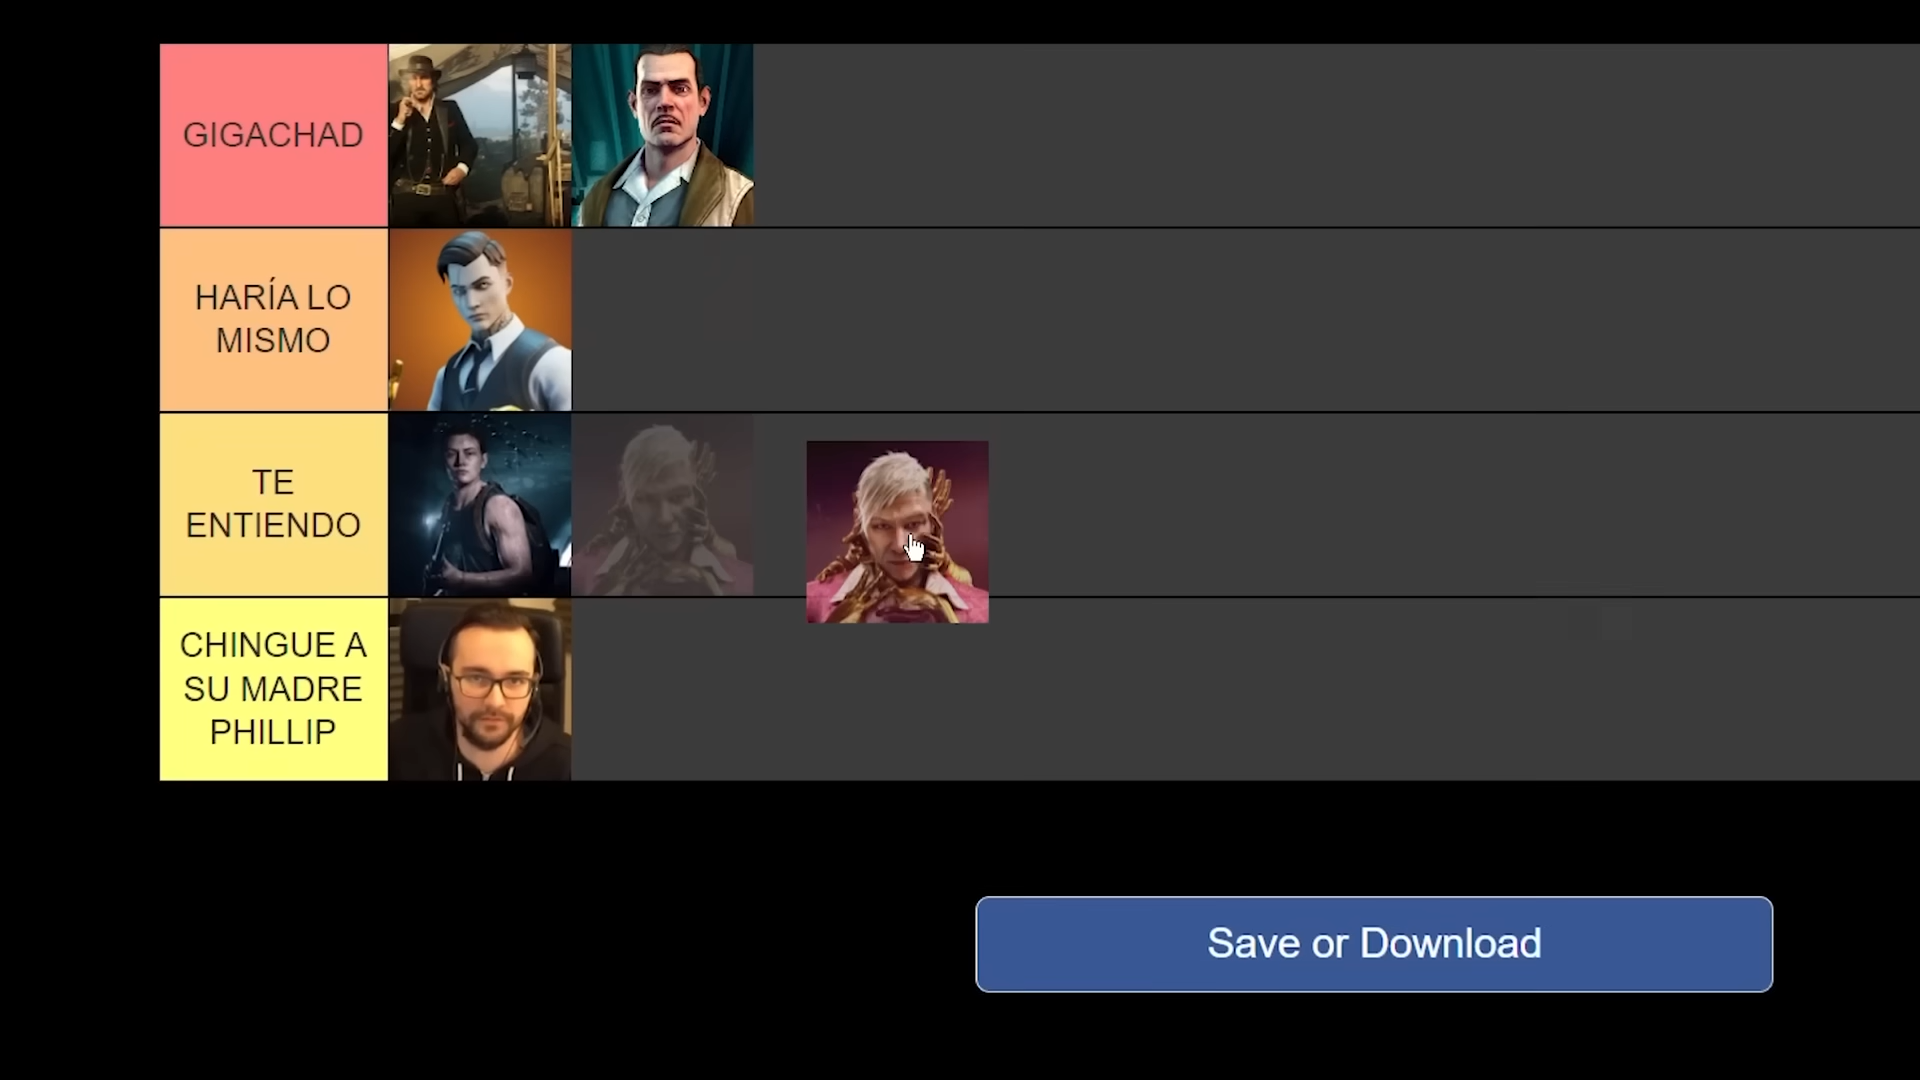 GIGACHAD
HARÍA LO
MISMO
TE
ENTIENDO
CHINGUE A
SU MADRE
PHILLIP
Save or Download